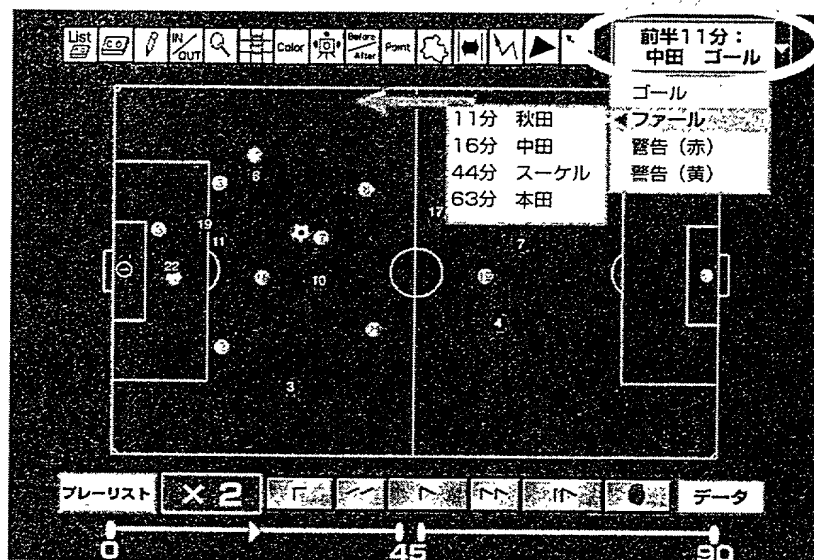 List
IN/OUT
Color
Before/After
Point
前半11分：
中田 ゴール
ゴール
ファール
警告（赤）
警告（黄）
11分 秋田
16分 中田
44分 スーケル
63分 本田
3
8
19
11
22
7
10
17
7
4
3
プレーリスト
×2
データ
0
45
90